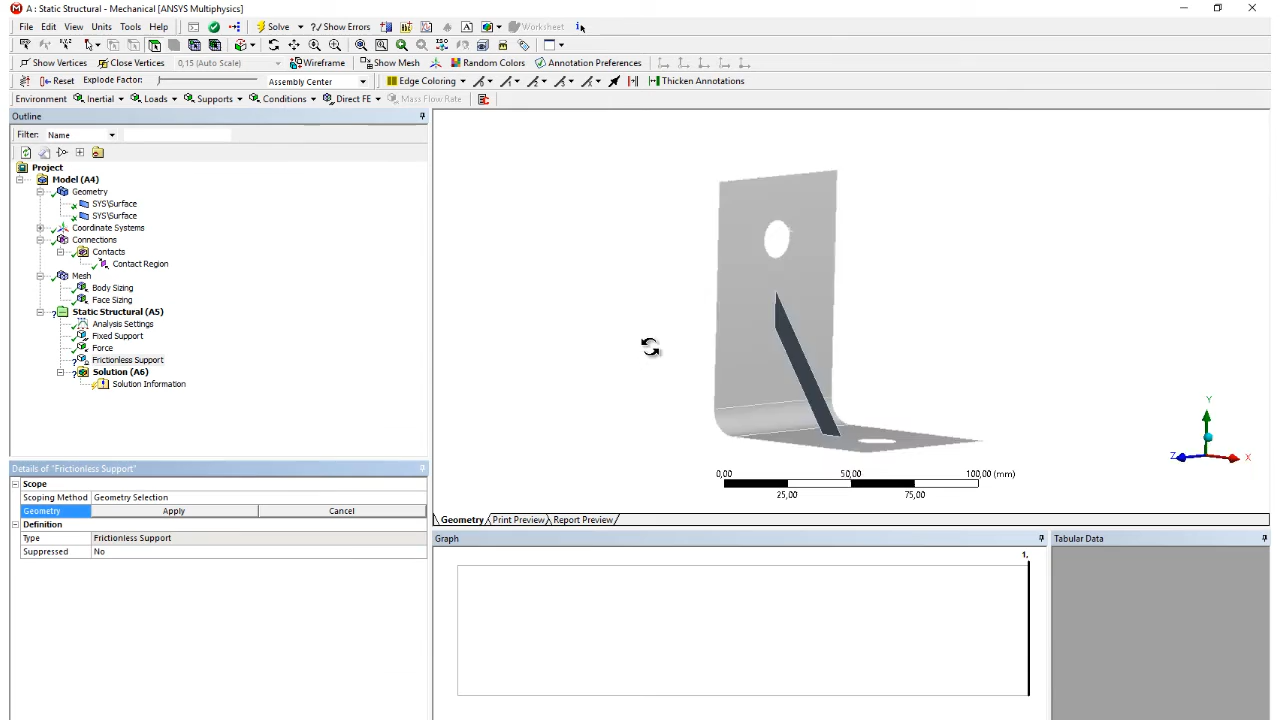 A : Static Structural - Mechanical [ANSYS Multiphysics]
File Edit View Units Tools Help Solve ?/ Show Errors Worksheet
Show Vertices Close Vertices 0,15 (Auto Scale) Wireframe Show Mesh Random Colors Annotation Preferences
Reset Explode Factor: Assembly Center Edge Coloring Thicken Annotations
Environment Inertial Loads Supports Conditions Direct FE Mass Flow Rate
Outline
Filter: Name
Project
Model (A4)
Geometry
SYS\Surface
SYS\Surface
Coordinate Systems
Connections
Contacts
Contact Region
Mesh
Body Sizing
Face Sizing
Static Structural (A5)
Analysis Settings
Fixed Support
Force
Frictionless Support
Solution (A6)
Solution Information
Y
Z X
0,00 50,00 100,00 (mm)
25,00 75,00
Details of "Frictionless Support"
Scope
Scoping Method Geometry Selection
Geometry Apply Cancel
Definition
Type Frictionless Support
Suppressed No
Geometry Print Preview Report Preview
Graph
1,
Tabular Data